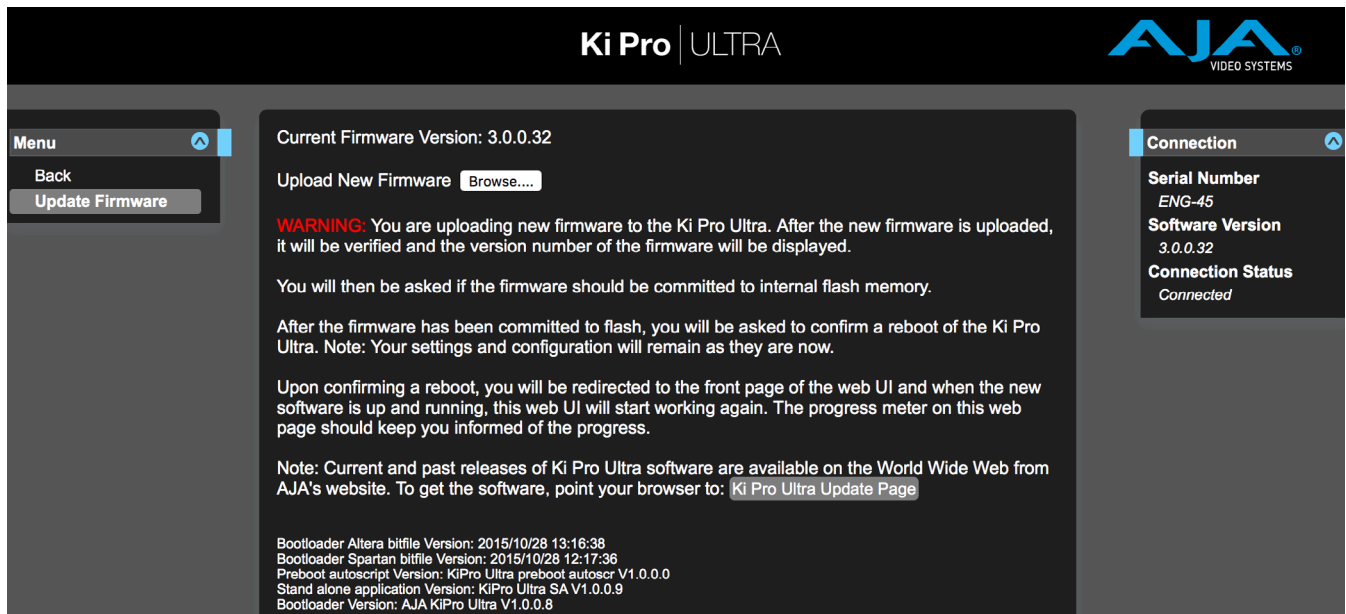 Ki Pro ULTRA
AJA®
VIDEO SYSTEMS
Menu
Back
Update Firmware
Current Firmware Version: 3.0.0.32
Upload New Firmware Browse....
WARNING: You are uploading new firmware to the Ki Pro Ultra. After the new firmware is uploaded,
it will be verified and the version number of the firmware will be displayed.
You will then be asked if the firmware should be committed to internal flash memory.
After the firmware has been committed to flash, you will be asked to confirm a reboot of the Ki Pro
Ultra. Note: Your settings and configuration will remain as they are now.
Upon confirming a reboot, you will be redirected to the front page of the web UI and when the new
software is up and running, this web UI will start working again. The progress meter on this web
page should keep you informed of the progress.
Note: Current and past releases of Ki Pro Ultra software are available on the World Wide Web from
AJA's website. To get the software, point your browser to: Ki Pro Ultra Update Page
Bootloader Altera bitfile Version: 2015/10/28 13:16:38
Bootloader Spartan bitfile Version: 2015/10/28 12:17:36
Preboot autoscript Version: KiPro Ultra preboot autoscr V1.0.0.0
Stand alone application Version: KiPro Ultra SA V1.0.0.9
Bootloader Version: AJA KiPro Ultra V1.0.0.8
Connection
Serial Number
ENG-45
Software Version
3.0.0.32
Connection Status
Connected